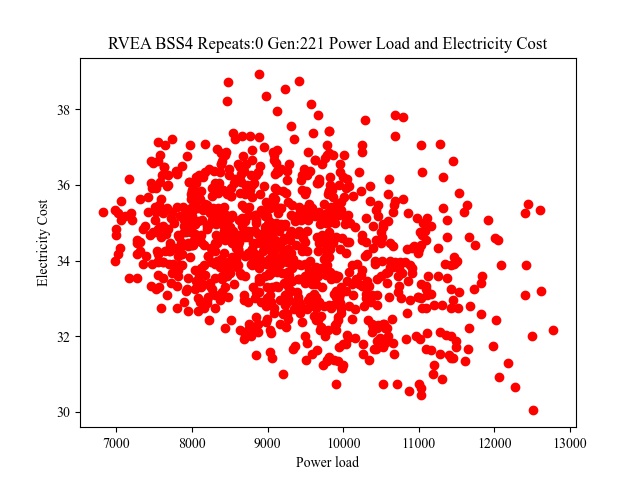 RVEA BSS4 Repeats:0 Gen:221 Power Load and Electricity Cost
38
36
34
32
30
Electricity Cost
7000 8000 9000 10000 11000 12000 13000
Power load